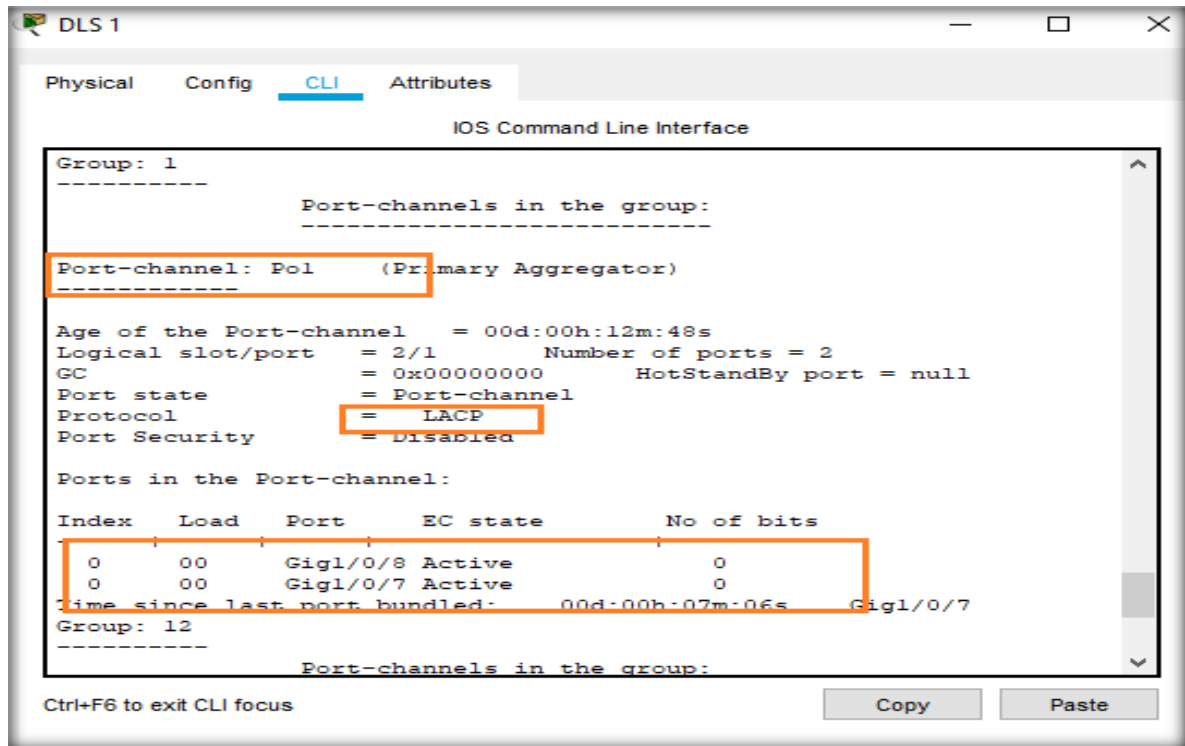 DLS 1
Physical Config CLI Attributes
IOS Command Line Interface
Group: 1
----------
Port-channels in the group:
---------------------------
Port-channel: Po1 (Primary Aggregator)
------------
Age of the Port-channel = 00d:00h:12m:48s
Logical slot/port = 2/1 Number of ports = 2
GC = 0x00000000 HotStandBy port = null
Port state = Port-channel
Protocol = LACP
Port Security = Disabled
Ports in the Port-channel:
Index Load Port EC state No of bits
------+------+------+------------------+-----------
0 00 Gig1/0/8 Active 0
0 00 Gig1/0/7 Active 0
Time since last port bundled: 00d:00h:07m:06s Gig1/0/7
Group: 12
----------
Port-channels in the group:
Ctrl+F6 to exit CLI focus Copy Paste